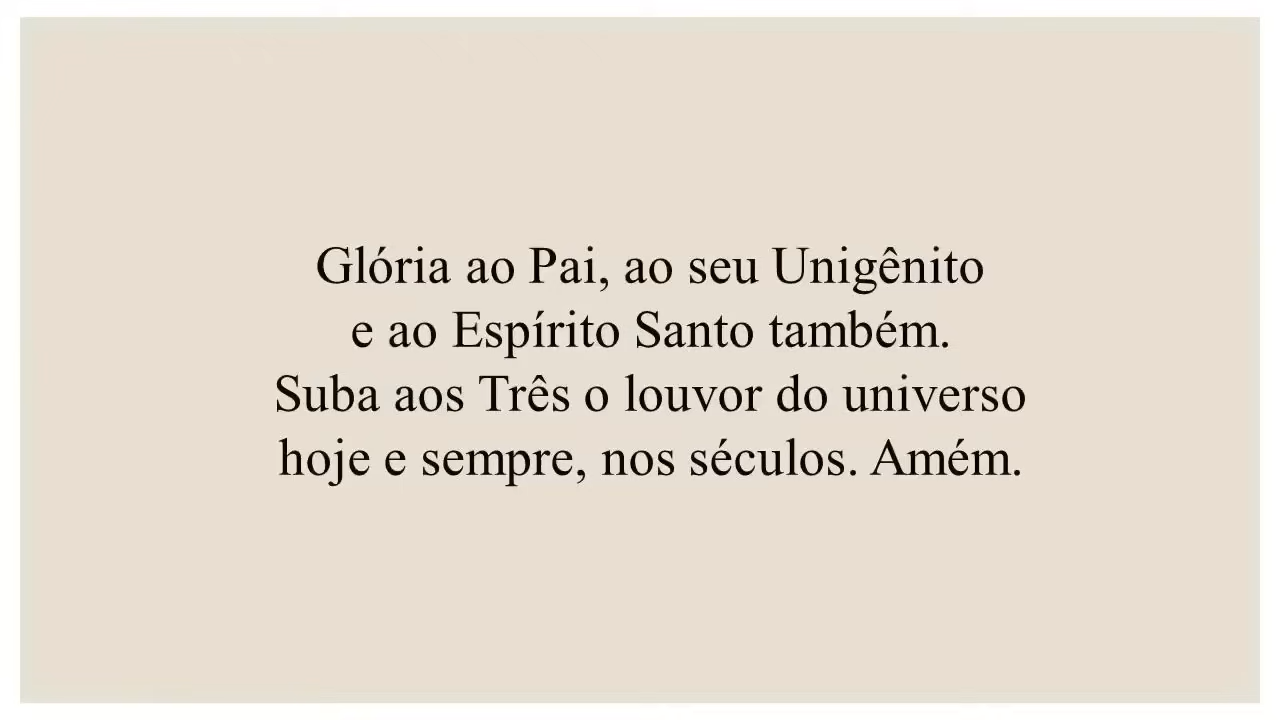 Glória ao Pai, ao seu Unigênito
e ao Espírito Santo também.
Suba aos Três o louvor do universo
hoje e sempre, nos séculos. Amém.